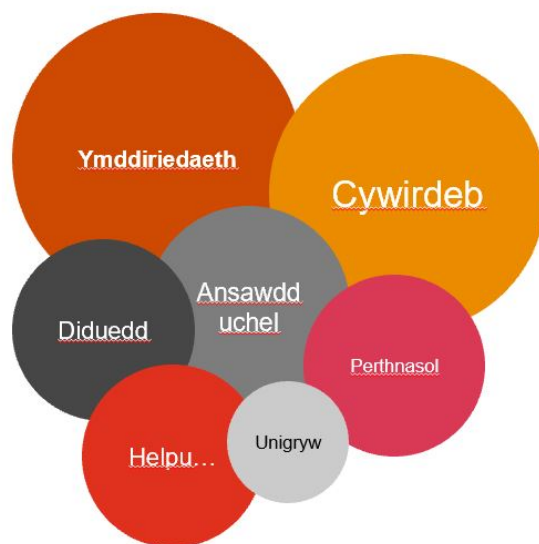 Ymddiriedaeth
Cywirdeb
Ansawdd
uchel
Diduedd
Perthnasol
Helpu...
Unigryw